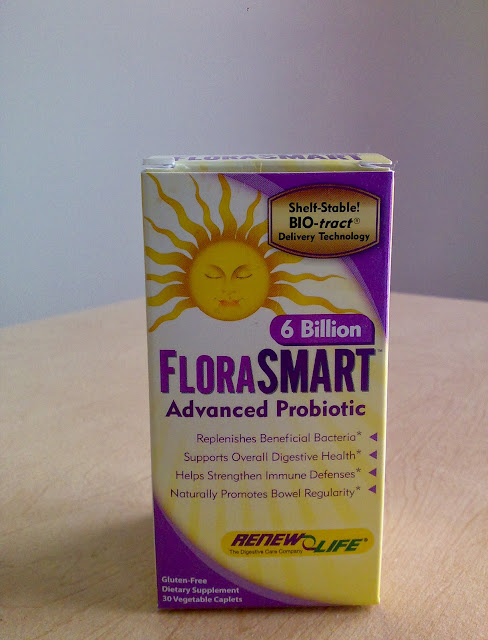 FLORASMART
Shelf-Stable!
BIO-tract®
Delivery Technology
6 Billion
FLORASMART™
Advanced Probiotic
Replenishes Beneficial Bacteria*
Supports Overall Digestive Health*
Helps Strengthen Immune Defenses*
Naturally Promotes Bowel Regularity*
RENEW LIFE®
The Digestive Care Company
Gluten-Free
Dietary Supplement
30 Vegetable Caplets